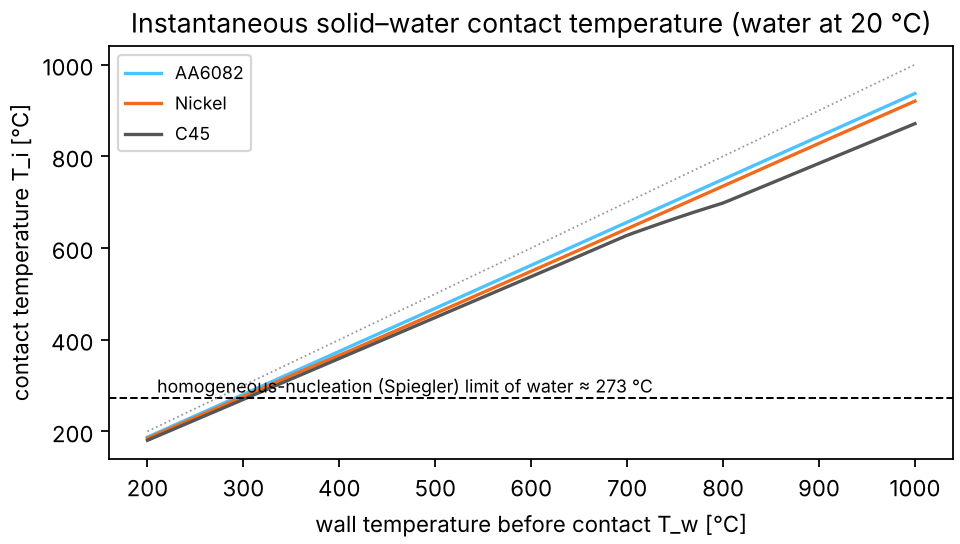 Instantaneous solid–water contact temperature (water at 20 °C)
AA6082
Nickel
C45
contact temperature T_i [°C]
1000
800
600
400
200
homogeneous-nucleation (Spiegler) limit of water ≈ 273 °C
200 300 400 500 600 700 800 900 1000
wall temperature before contact T_w [°C]